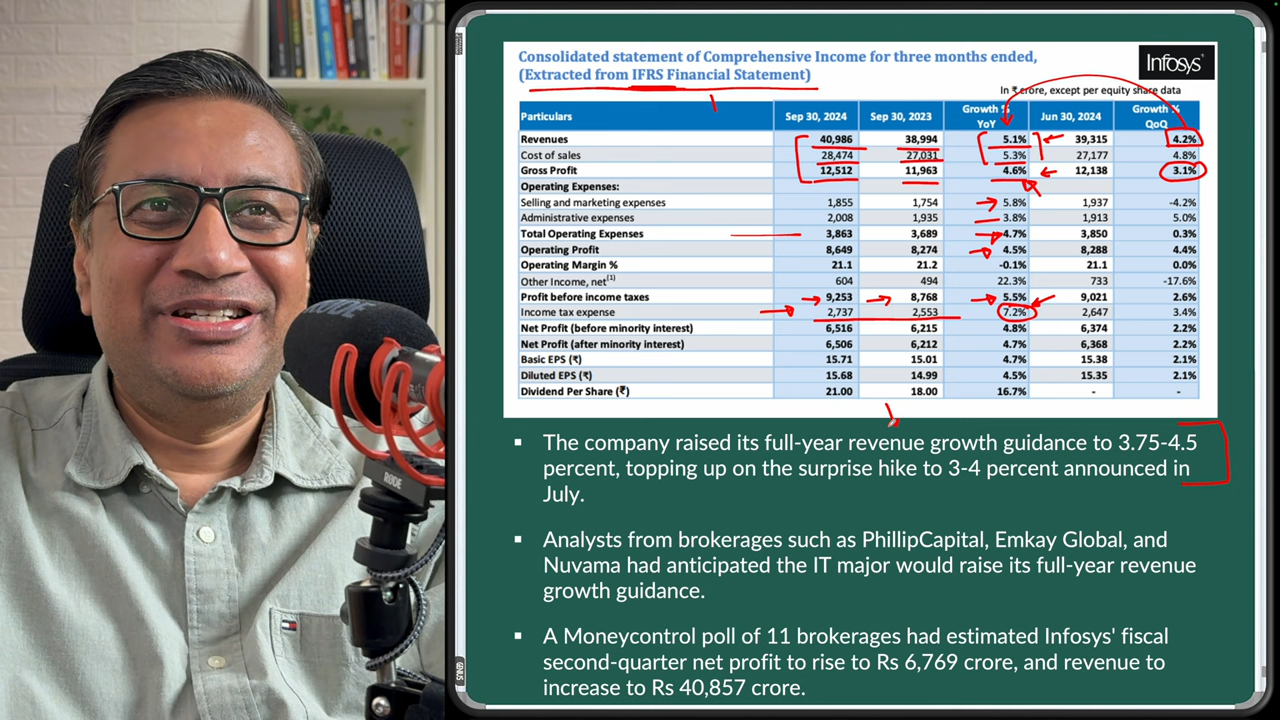 Consolidated statement of Comprehensive Income for three months ended,
(Extracted from IFRS Financial Statement)
Infosys
In ₹ crore, except per equity share data
Particulars Sep 30, 2024 Sep 30, 2023 Growth % YoY Jun 30, 2024 Growth % QoQ
Revenues 40,986 38,994 5.1% 39,315 4.2%
Cost of sales 28,474 27,031 5.3% 27,177 4.8%
Gross Profit 12,512 11,963 4.6% 12,138 3.1%
Operating Expenses:
Selling and marketing expenses 1,855 1,754 5.8% 1,937 -4.2%
Administrative expenses 2,008 1,935 3.8% 1,913 5.0%
Total Operating Expenses 3,863 3,689 4.7% 3,850 0.3%
Operating Profit 8,649 8,274 4.5% 8,288 4.4%
Operating Margin % 21.1 21.2 -0.1% 21.1 0.0%
Other Income, net(1) 604 494 22.3% 733 -17.6%
Profit before income taxes 9,253 8,768 5.5% 9,021 2.6%
Income tax expense 2,737 2,553 7.2% 2,647 3.4%
Net Profit (before minority interest) 6,516 6,215 4.8% 6,374 2.2%
Net Profit (after minority interest) 6,506 6,212 4.7% 6,368 2.2%
Basic EPS (₹) 15.71 15.01 4.7% 15.38 2.1%
Diluted EPS (₹) 15.68 14.99 4.5% 15.35 2.1%
Dividend Per Share (₹) 21.00 18.00 16.7% - -
▪ The company raised its full-year revenue growth guidance to 3.75-4.5
percent, topping up on the surprise hike to 3-4 percent announced in
July.
▪ Analysts from brokerages such as PhillipCapital, Emkay Global, and
Nuvama had anticipated the IT major would raise its full-year revenue
growth guidance.
▪ A Moneycontrol poll of 11 brokerages had estimated Infosys' fiscal
second-quarter net profit to rise to Rs 6,769 crore, and revenue to
increase to Rs 40,857 crore.
RODE
RODE
GENIUS